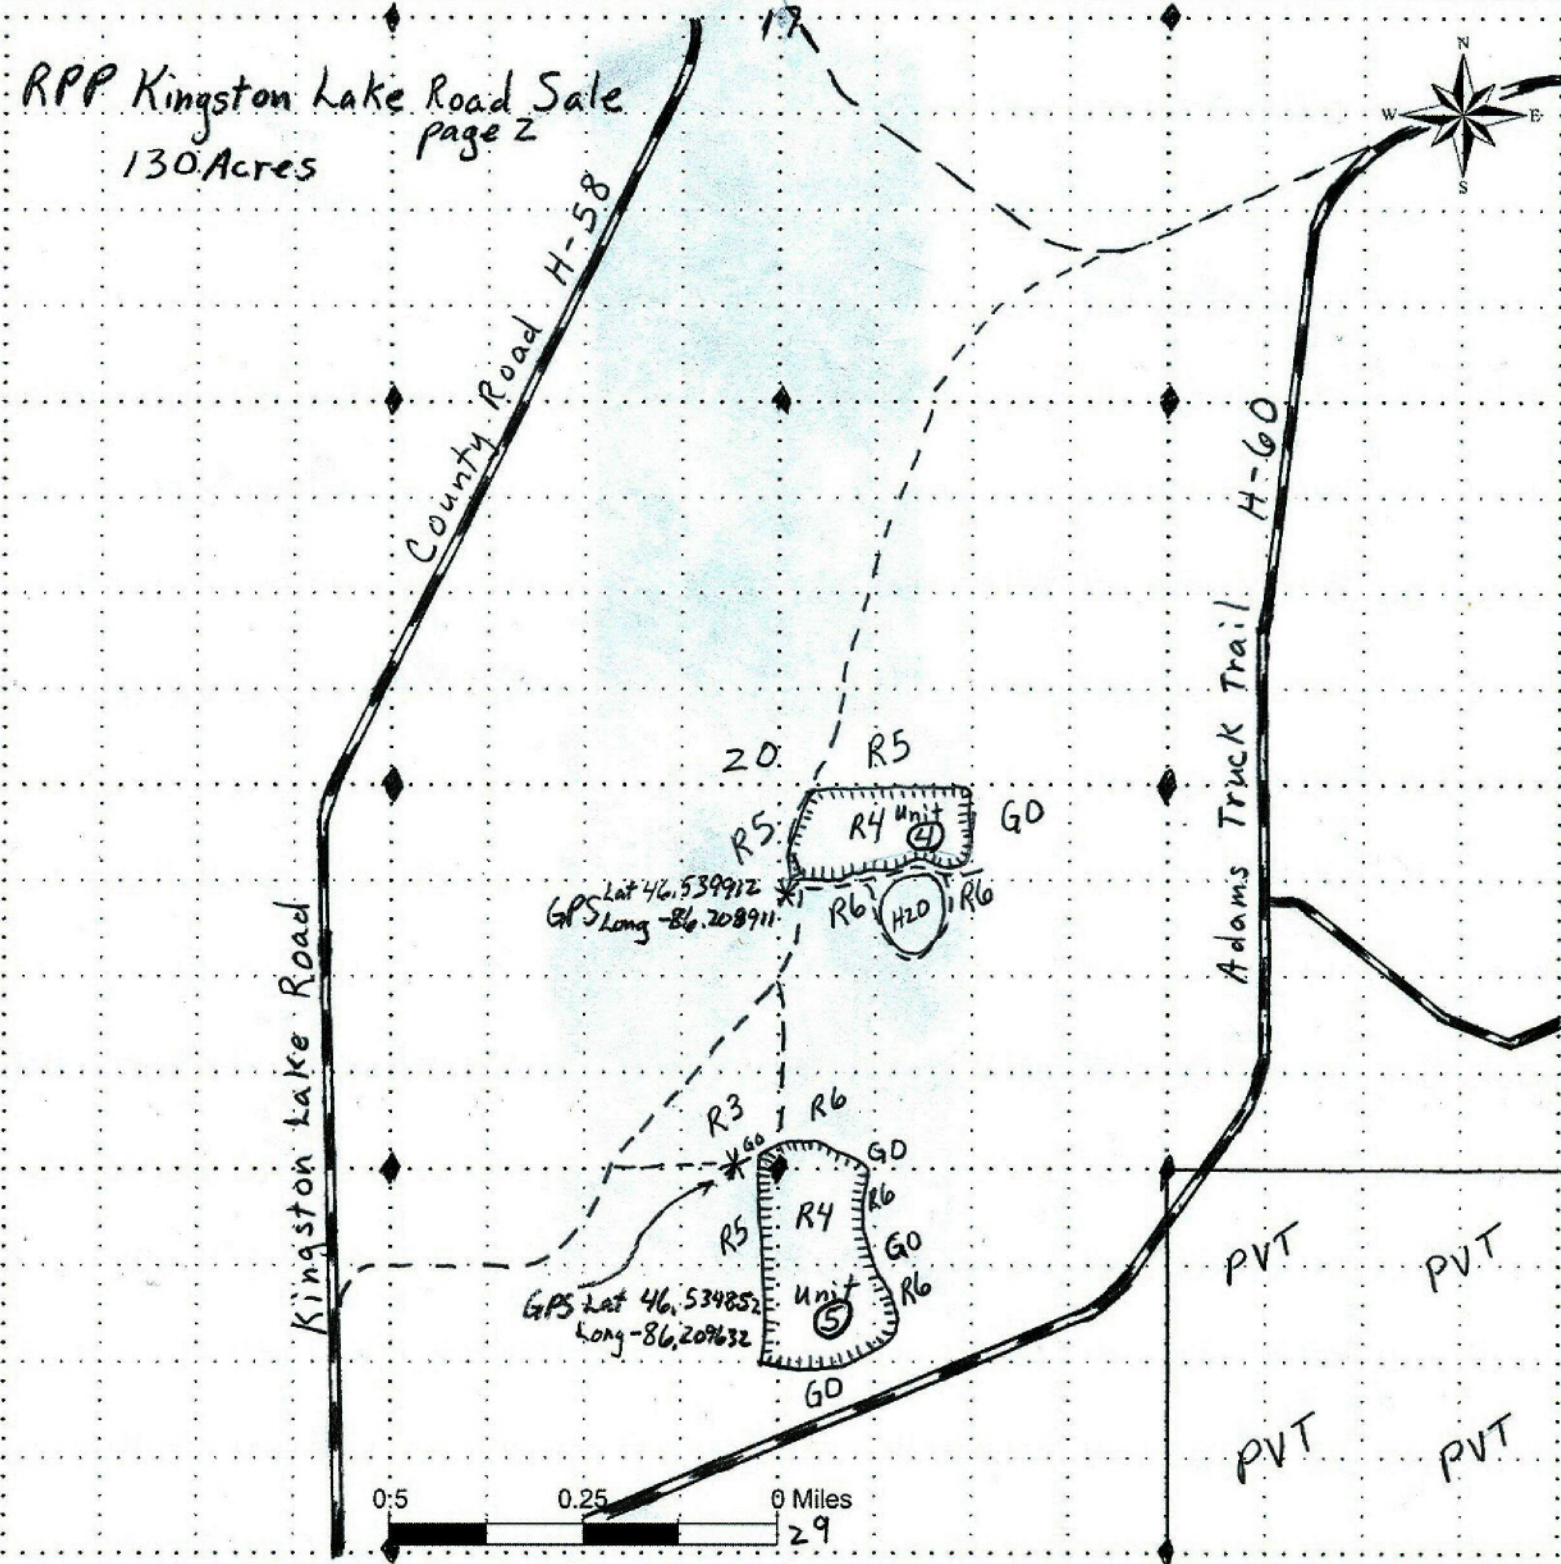 17
RPP Kingston Lake Road Sale
page 2
130 Acres
N
W E
S
County Road H-58
Adams Truck Trail H-60
Kingston Lake Road
20
R5
R5
R4 Unit 4
GO
GPS Lat 46.539912
Long -86.208911
R6
H2O
R6
R3
R6
GO
GO
R6
R4
R5
GO
R6
Unit
5
GPS Lat 46.534852
Long -86.209632
GO
PVT PVT
PVT PVT
0.5 0.25 0 Miles
29